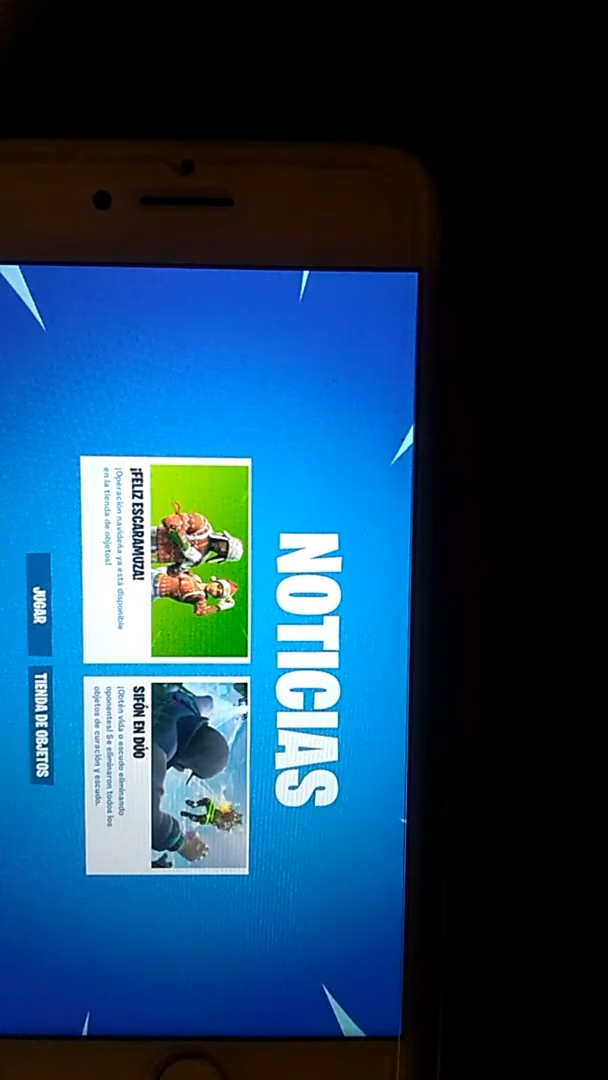 NOTICIAS
¡FELIZ ESCARAMUZA!
¡Operación navideña ya está disponible
en la tienda de objetos!
SIFÓN EN DÚO
¡Obtén vida o escudo eliminando
oponentes! Se eliminaron todos los
objetos de curación y escudo.
JUGAR
TIENDA DE OBJETOS